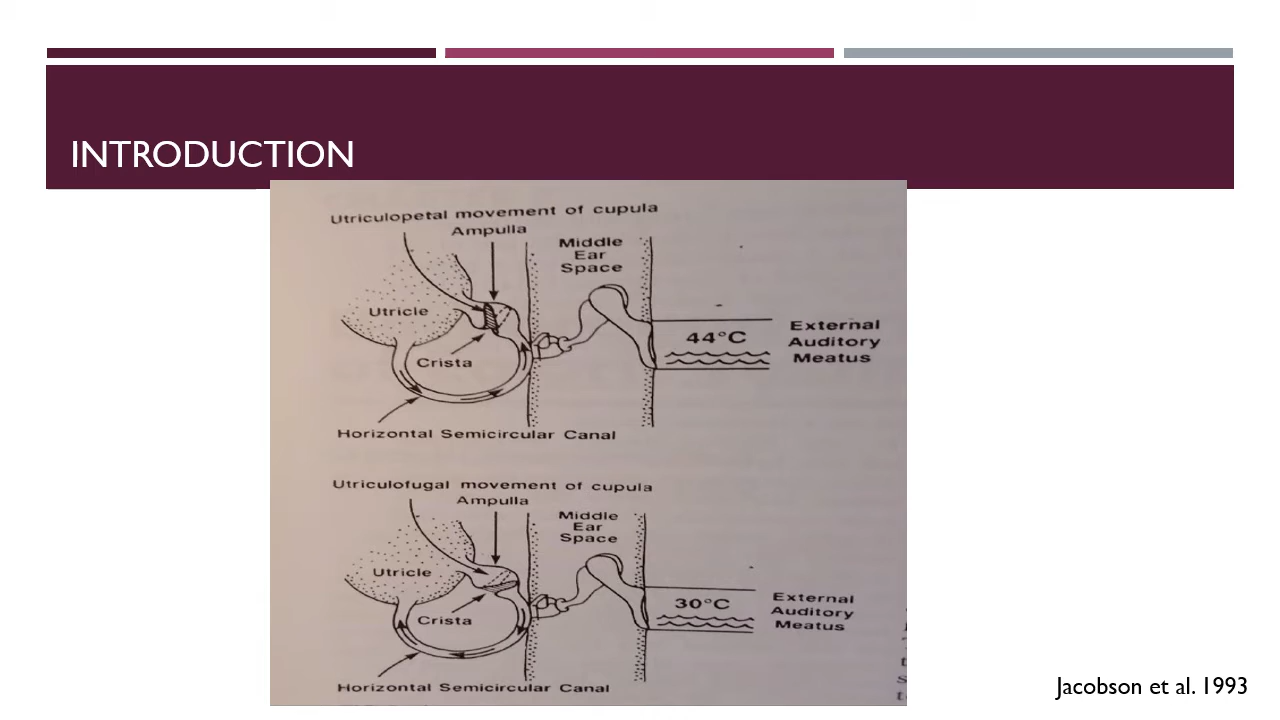 INTRODUCTION
Utriculopetal movement of cupula
Ampulla
Middle
Ear
Space
Utricle
44°C
External
Auditory
Meatus
Crista
Horizontal Semicircular Canal
Utriculofugal movement of cupula
Ampulla
Middle
Ear
Space
Utricle
30°C
External
Auditory
Meatus
Crista
Horizontal Semicircular Canal
Jacobson et al. 1993